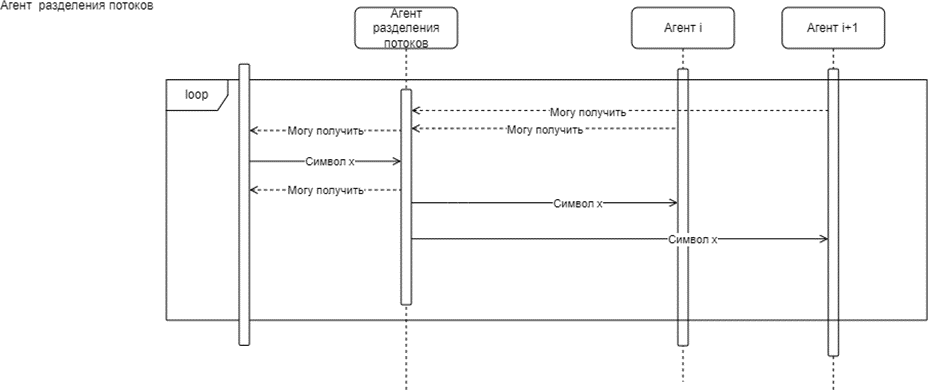 Агент разделения потоков
Агент
разделения
потоков
Агент i
Агент i+1
loop
Могу получить
Могу получить
Могу получить
Символ x
Могу получить
Символ x
Символ x